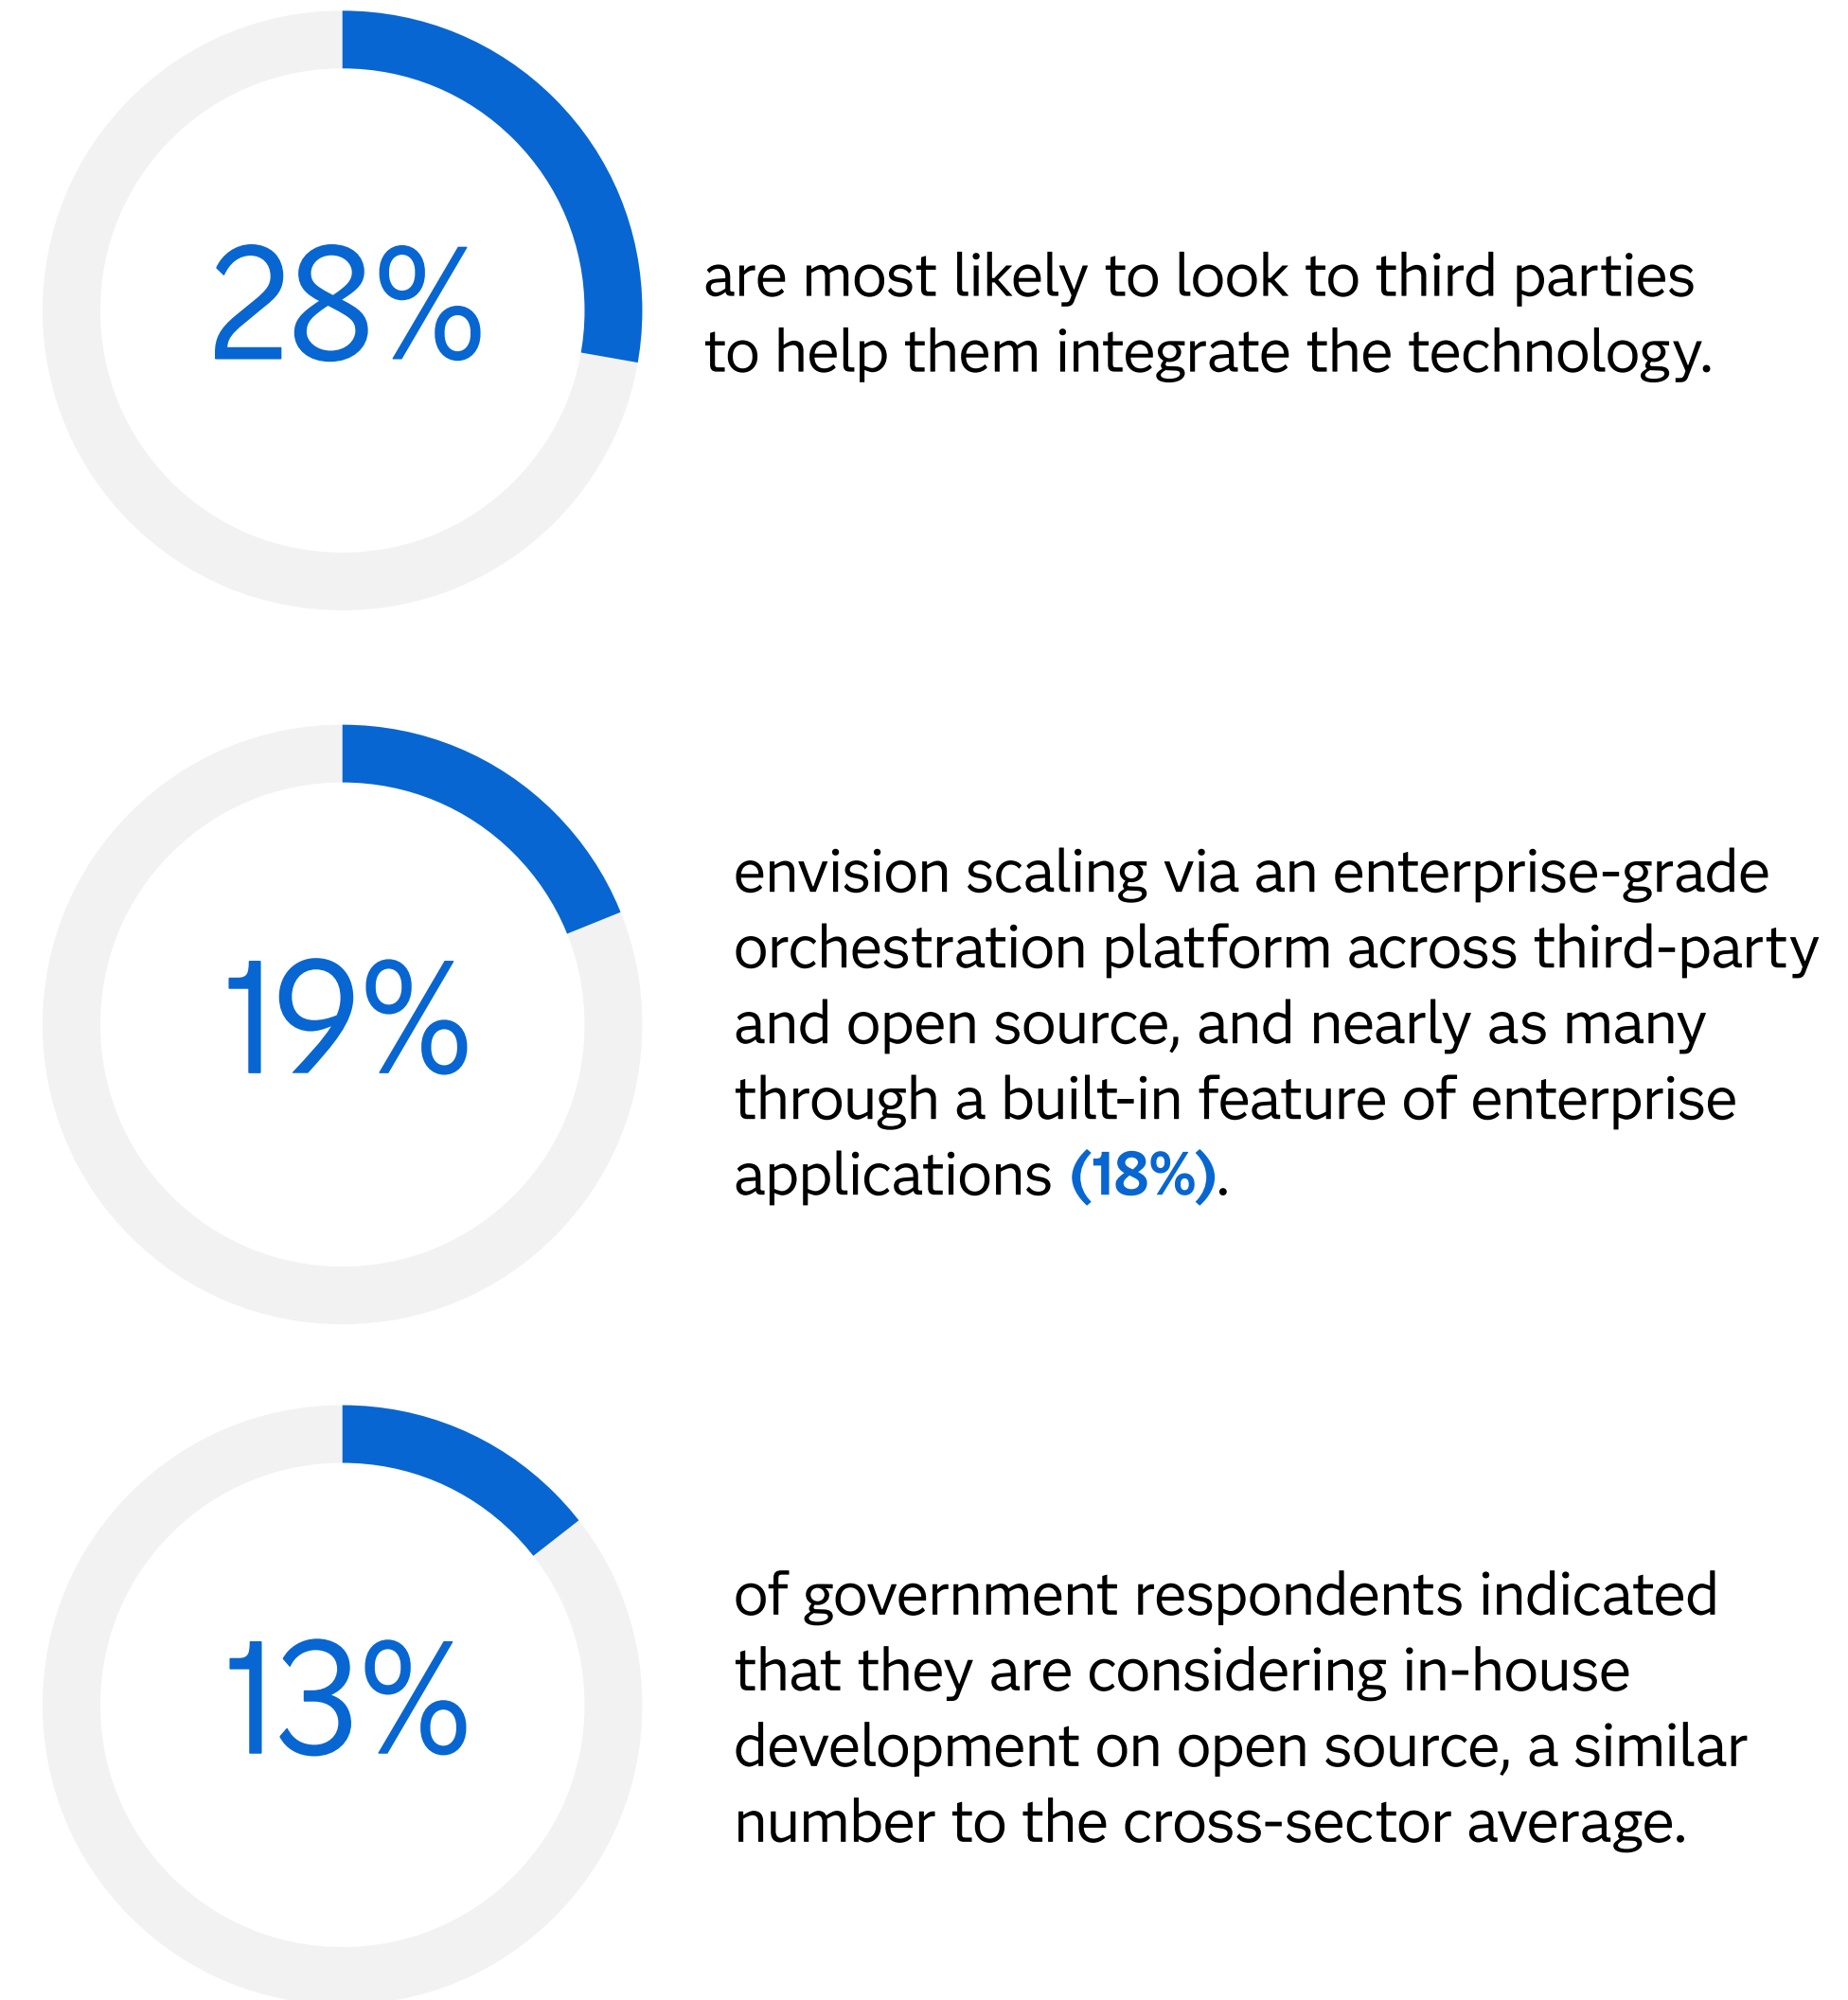 28%
are most likely to look to third parties
to help them integrate the technology.
19%
envision scaling via an enterprise-grade
orchestration platform across third-party
and open source, and nearly as many
through a built-in feature of enterprise
applications (18%).
13%
of government respondents indicated
that they are considering in-house
development on open source, a similar
number to the cross-sector average.